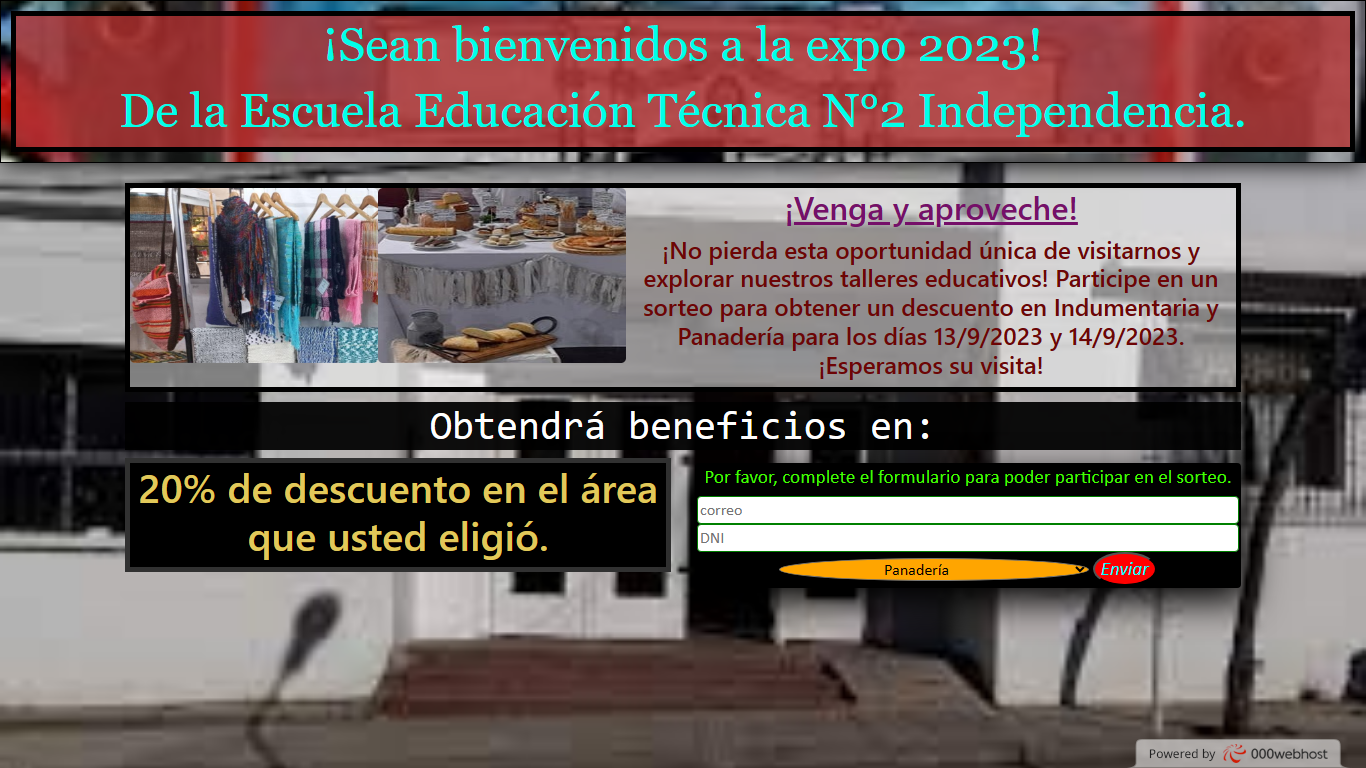 ¡Sean bienvenidos a la expo 2023!
De la Escuela Educación Técnica N°2 Independencia.
¡Venga y aproveche!
¡No pierda esta oportunidad única de visitarnos y
explorar nuestros talleres educativos! Participe en un
sorteo para obtener un descuento en Indumentaria y
Panadería para los días 13/9/2023 y 14/9/2023.
¡Esperamos su visita!
Obtendrá beneficios en:
20% de descuento en el área
que usted eligió.
Por favor, complete el formulario para poder participar en el sorteo.
correo
DNI
Panadería
Enviar
Powered by 000webhost